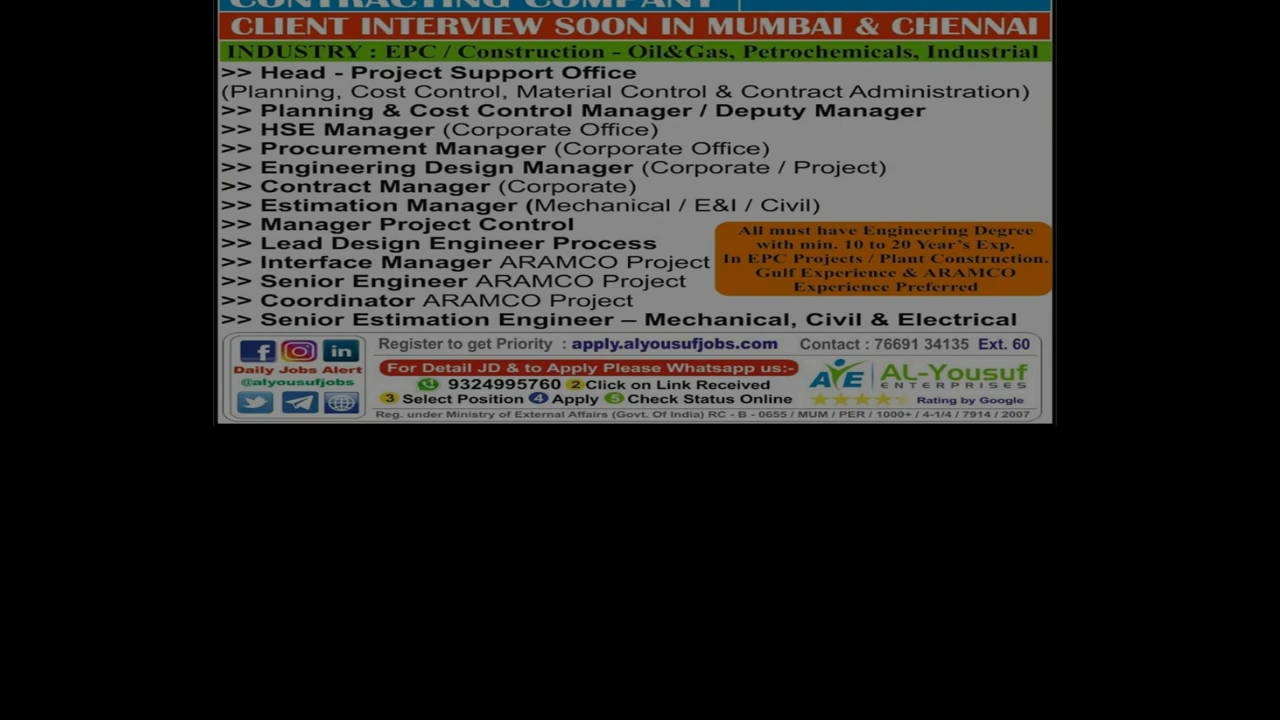 CONTRACTING COMPANY
CLIENT INTERVIEW SOON IN MUMBAI & CHENNAI
INDUSTRY : EPC / Construction - Oil&Gas, Petrochemicals, Industrial
>> Head - Project Support Office
(Planning, Cost Control, Material Control & Contract Administration)
>> Planning & Cost Control Manager / Deputy Manager
>> HSE Manager (Corporate Office)
>> Procurement Manager (Corporate Office)
>> Engineering Design Manager (Corporate / Project)
>> Contract Manager (Corporate)
>> Estimation Manager (Mechanical / E&I / Civil)
>> Manager Project Control
>> Lead Design Engineer Process
>> Interface Manager ARAMCO Project
>> Senior Engineer ARAMCO Project
>> Coordinator ARAMCO Project
>> Senior Estimation Engineer – Mechanical, Civil & Electrical
All must have Engineering Degree
with min. 10 to 20 Year's Exp.
In EPC Projects / Plant Construction.
Gulf Experience & ARAMCO
Experience Preferred
f in
Daily Jobs Alert
@alyousufjobs
Register to get Priority : apply.alyousufjobs.com Contact : 76691 34135 Ext. 60
For Detail JD & to Apply Please Whatsapp us:-
9324995760 2 Click on Link Received
3 Select Position 4 Apply 5 Check Status Online
AYE AL-Yousuf
ENTERPRISES
Rating by Google
Reg. under Ministry of External Affairs (Govt. Of India) RC - B - 0655 / MUM / PER / 1000+ / 4-1/4 / 7914 / 2007